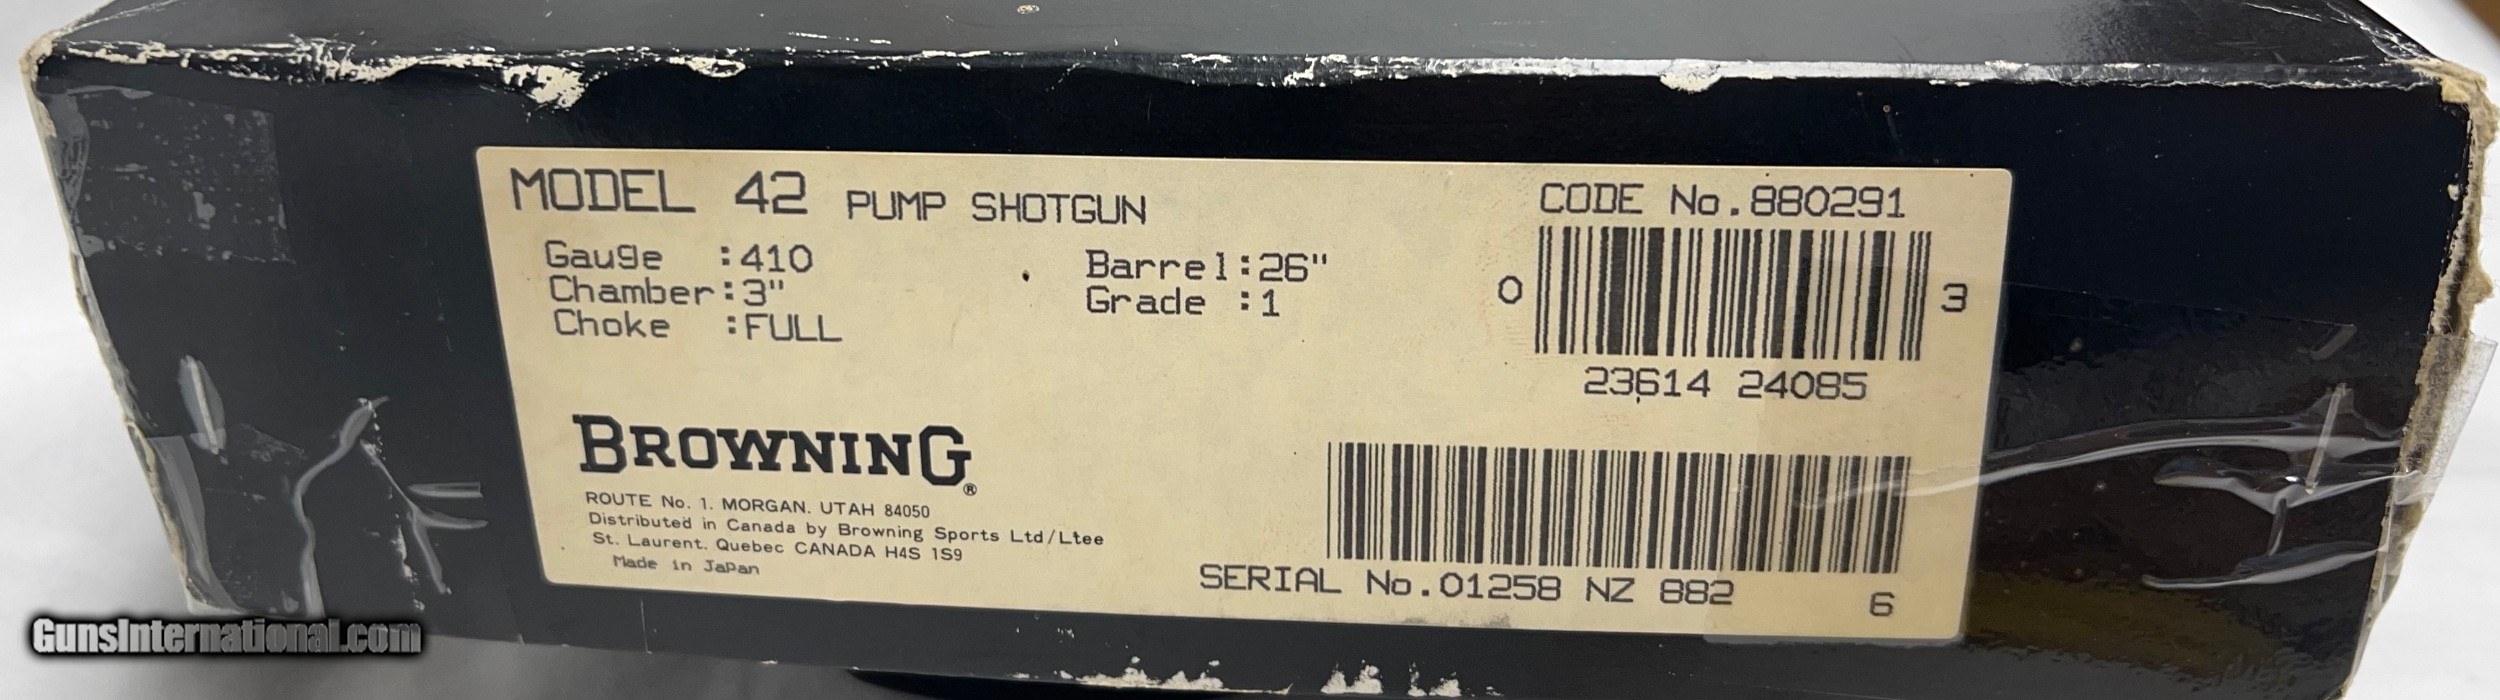 MODEL 42 PUMP SHOTGUN
Gauge :410
Chamber:3"
Choke :FULL
Barrel:26"
Grade :1
CODE No.880291
0 3
23614 24085
BROWNING®
ROUTE No. 1. MORGAN. UTAH 84050
Distributed in Canada by Browning Sports Ltd/Ltee
St. Laurent. Quebec CANADA H4S 1S9
Made in Japan
SERIAL No.01258 NZ 882 6
GunsInternational.com